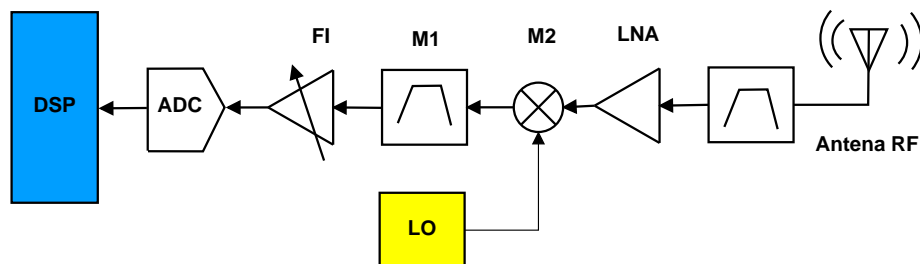 FI
M1
M2
LNA
DSP
ADC
Antena RF
LO